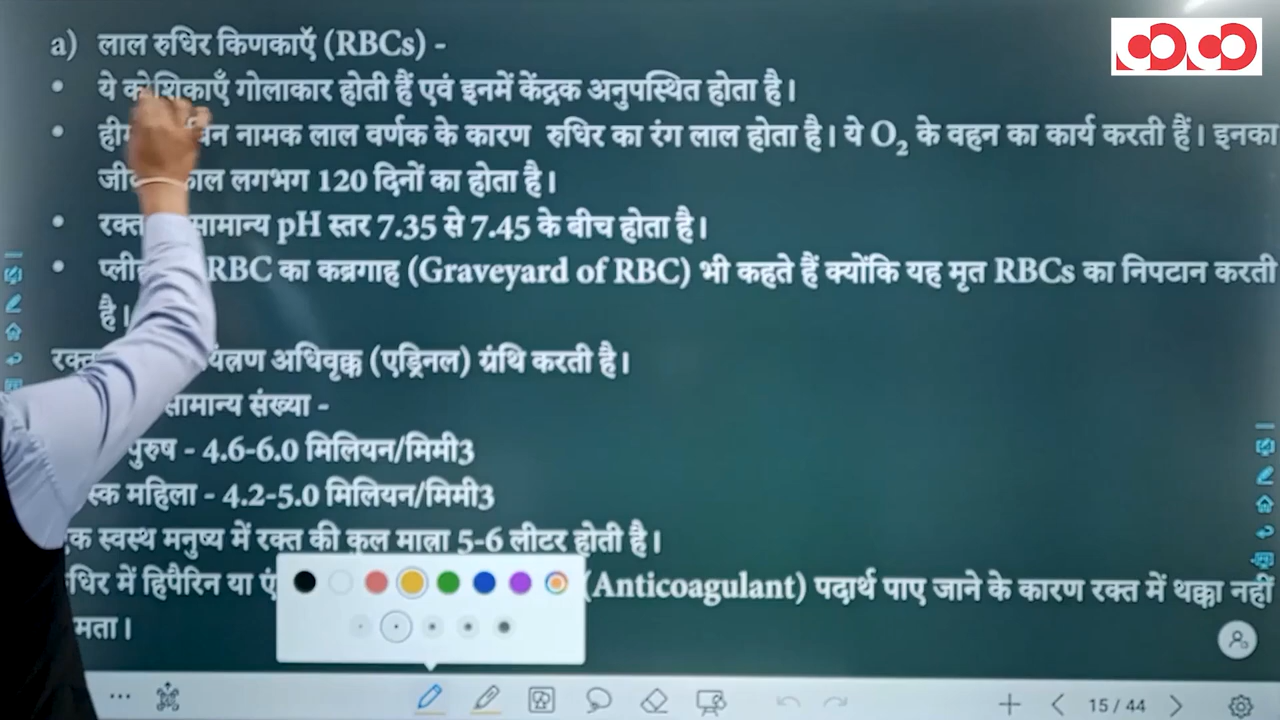 a) लाल रुधिर किणकाएँ (RBCs) -
• ये कोशिकाएँ गोलाकार होती हैं एवं इनमें केंद्रक अनुपस्थित होता है।
• नामक लाल वर्णक के कारण रुधिर का रंग लाल होता है। ये O₂ के वहन का कार्य करती हैं। इनका
लगभग 120 दिनों का होता है।
• रक्त सामान्य pH स्तर 7.35 से 7.45 के बीच होता है।
• RBC का कब्रगाह (Graveyard of RBC) भी कहते हैं क्योंकि यह मृत RBCs का निपटान करती
है।
अधिवृक्क (एड्रिनल) ग्रंथि करती है।
सामान्य संख्या -
पुरुष - 4.6-6.0 मिलियन/मिमी3
महिला - 4.2-5.0 मिलियन/मिमी3
स्वस्थ मनुष्य में रक्त की कुल मात्रा 5-6 लीटर होती है।
में हिपैरिन या (Anticoagulant) पदार्थ पाए जाने के कारण रक्त में थक्का नहीं
15 / 44